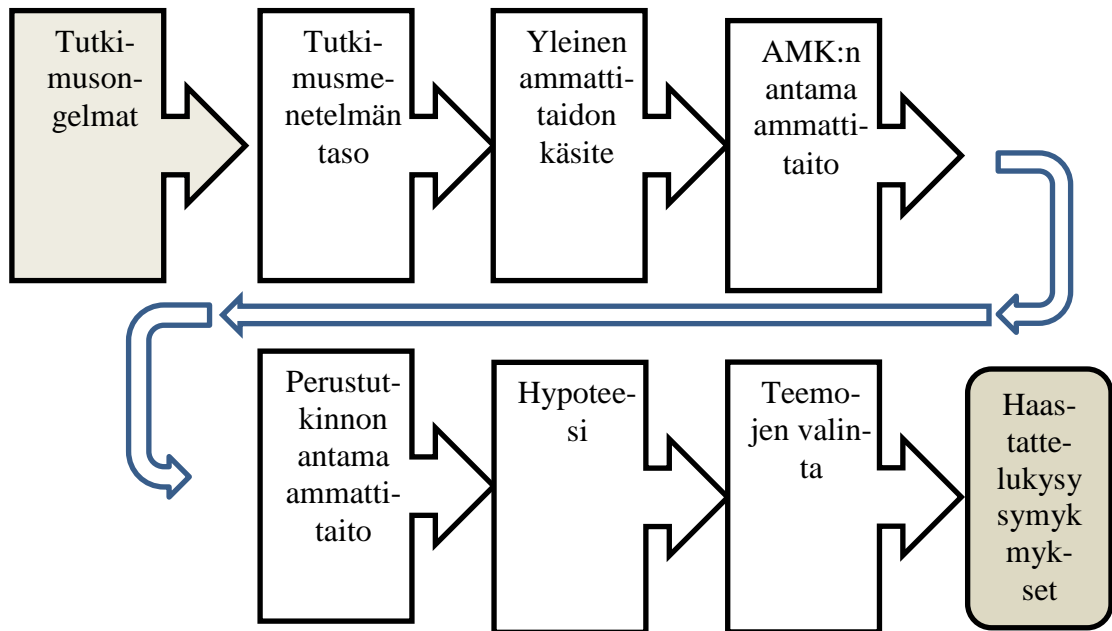 Tutki-
musон-
gelmat
Tutki-
musme-
netelmän
taso
Yleinen
ammatti-
taidon
käsite
AMK:n
antama
ammatti-
taito
Perustut-
kinnon
antama
ammatti-
taito
Hypotee-
si
Teemo-
jen valin-
ta
Haas-
tatte-
lukysy
symyk
myk-
set